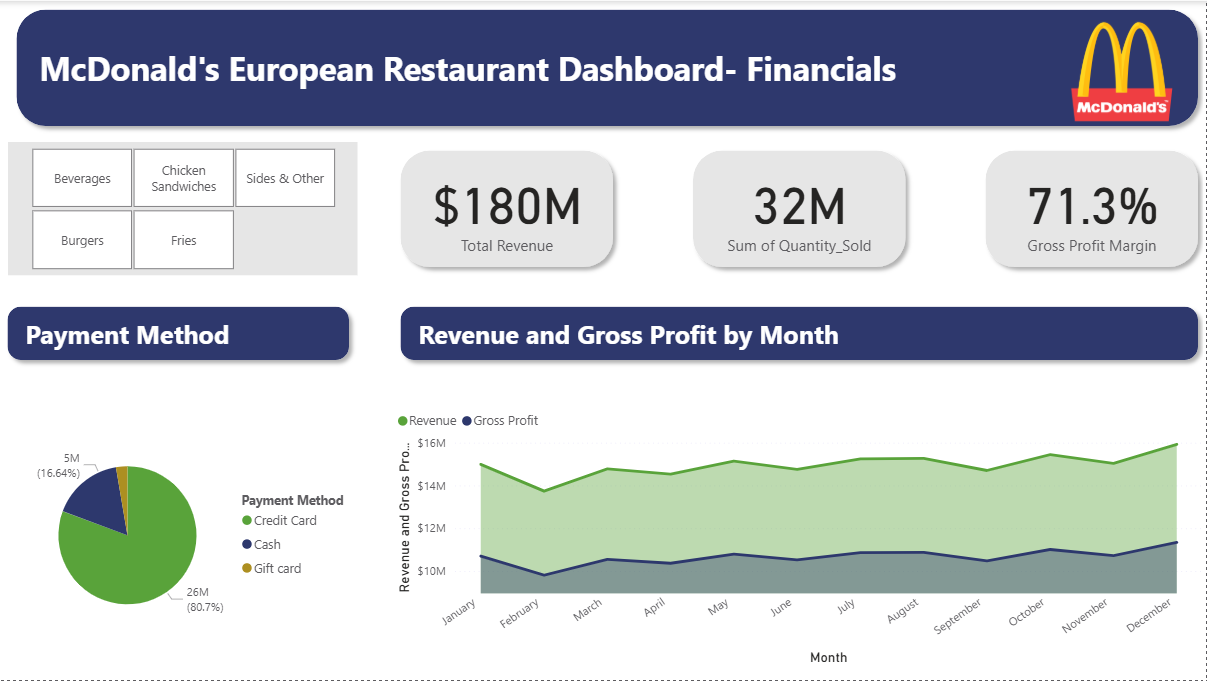 McDonald's European Restaurant Dashboard- Financials
McDonald's
Beverages
Chicken
Sandwiches
Sides & Other
Burgers
Fries
$180M
Total Revenue
32M
Sum of Quantity_Sold
71.3%
Gross Profit Margin
Payment Method
5M
(16.64%)
26M
(80.7%)
Payment Method
Credit Card
Cash
Gift card
Revenue and Gross Profit by Month
Revenue
Gross Profit
Revenue and Gross Pro...
$16M
$14M
$12M
$10M
January
February
March
April
May
June
July
August
September
October
November
December
Month